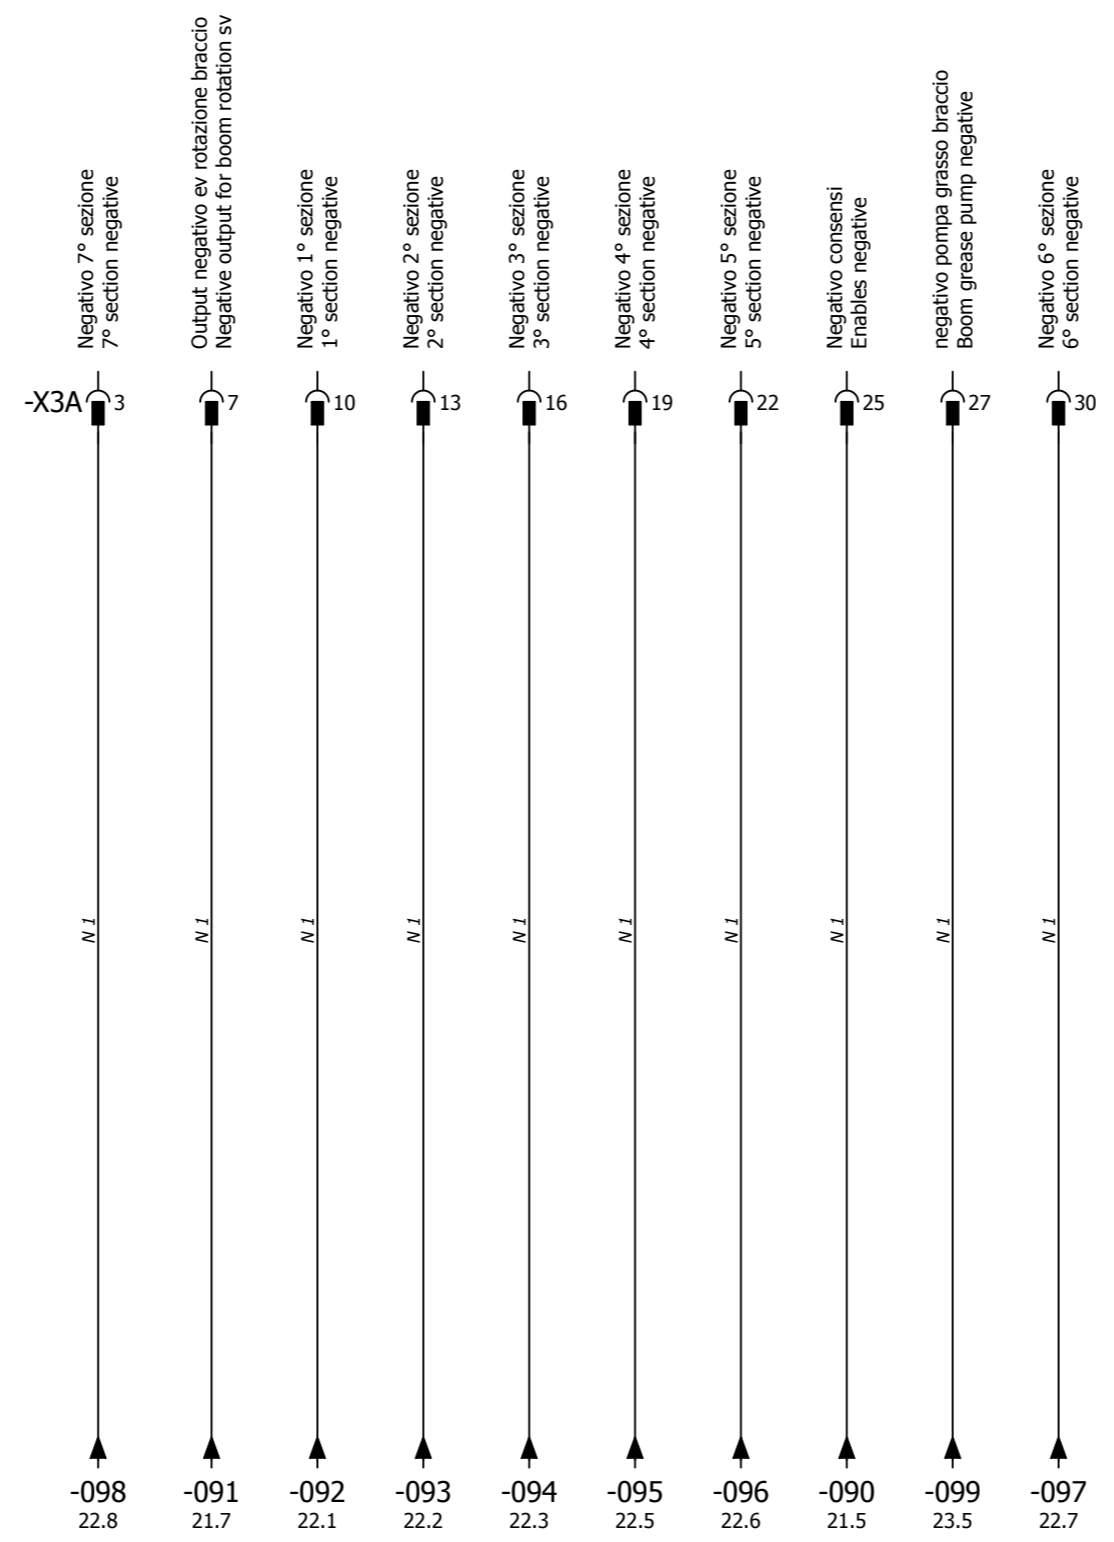 Negativo 7° sezione
7° section negative
Output negativo ev rotazione braccio
Negative output for boom rotation sv
Negativo 1° sezione
1° section negative
Negativo 2° sezione
2° section negative
Negativo 3° sezione
3° section negative
Negativo 4° sezione
4° section negative
Negativo 5° sezione
5° section negative
Negativo consensi
Enables negative
negativo pompa grasso braccio
Boom grease pump negative
Negativo 6° sezione
6° section negative
-X3A 3 7 10 13 16 19 22 25 27 30
N 1 N 1 N 1 N 1 N 1 N 1 N 1 N 1 N 1 N 1
-098 -091 -092 -093 -094 -095 -096 -090 -099 -097
22.8 21.7 22.1 22.2 22.3 22.5 22.6 21.5 23.5 22.7